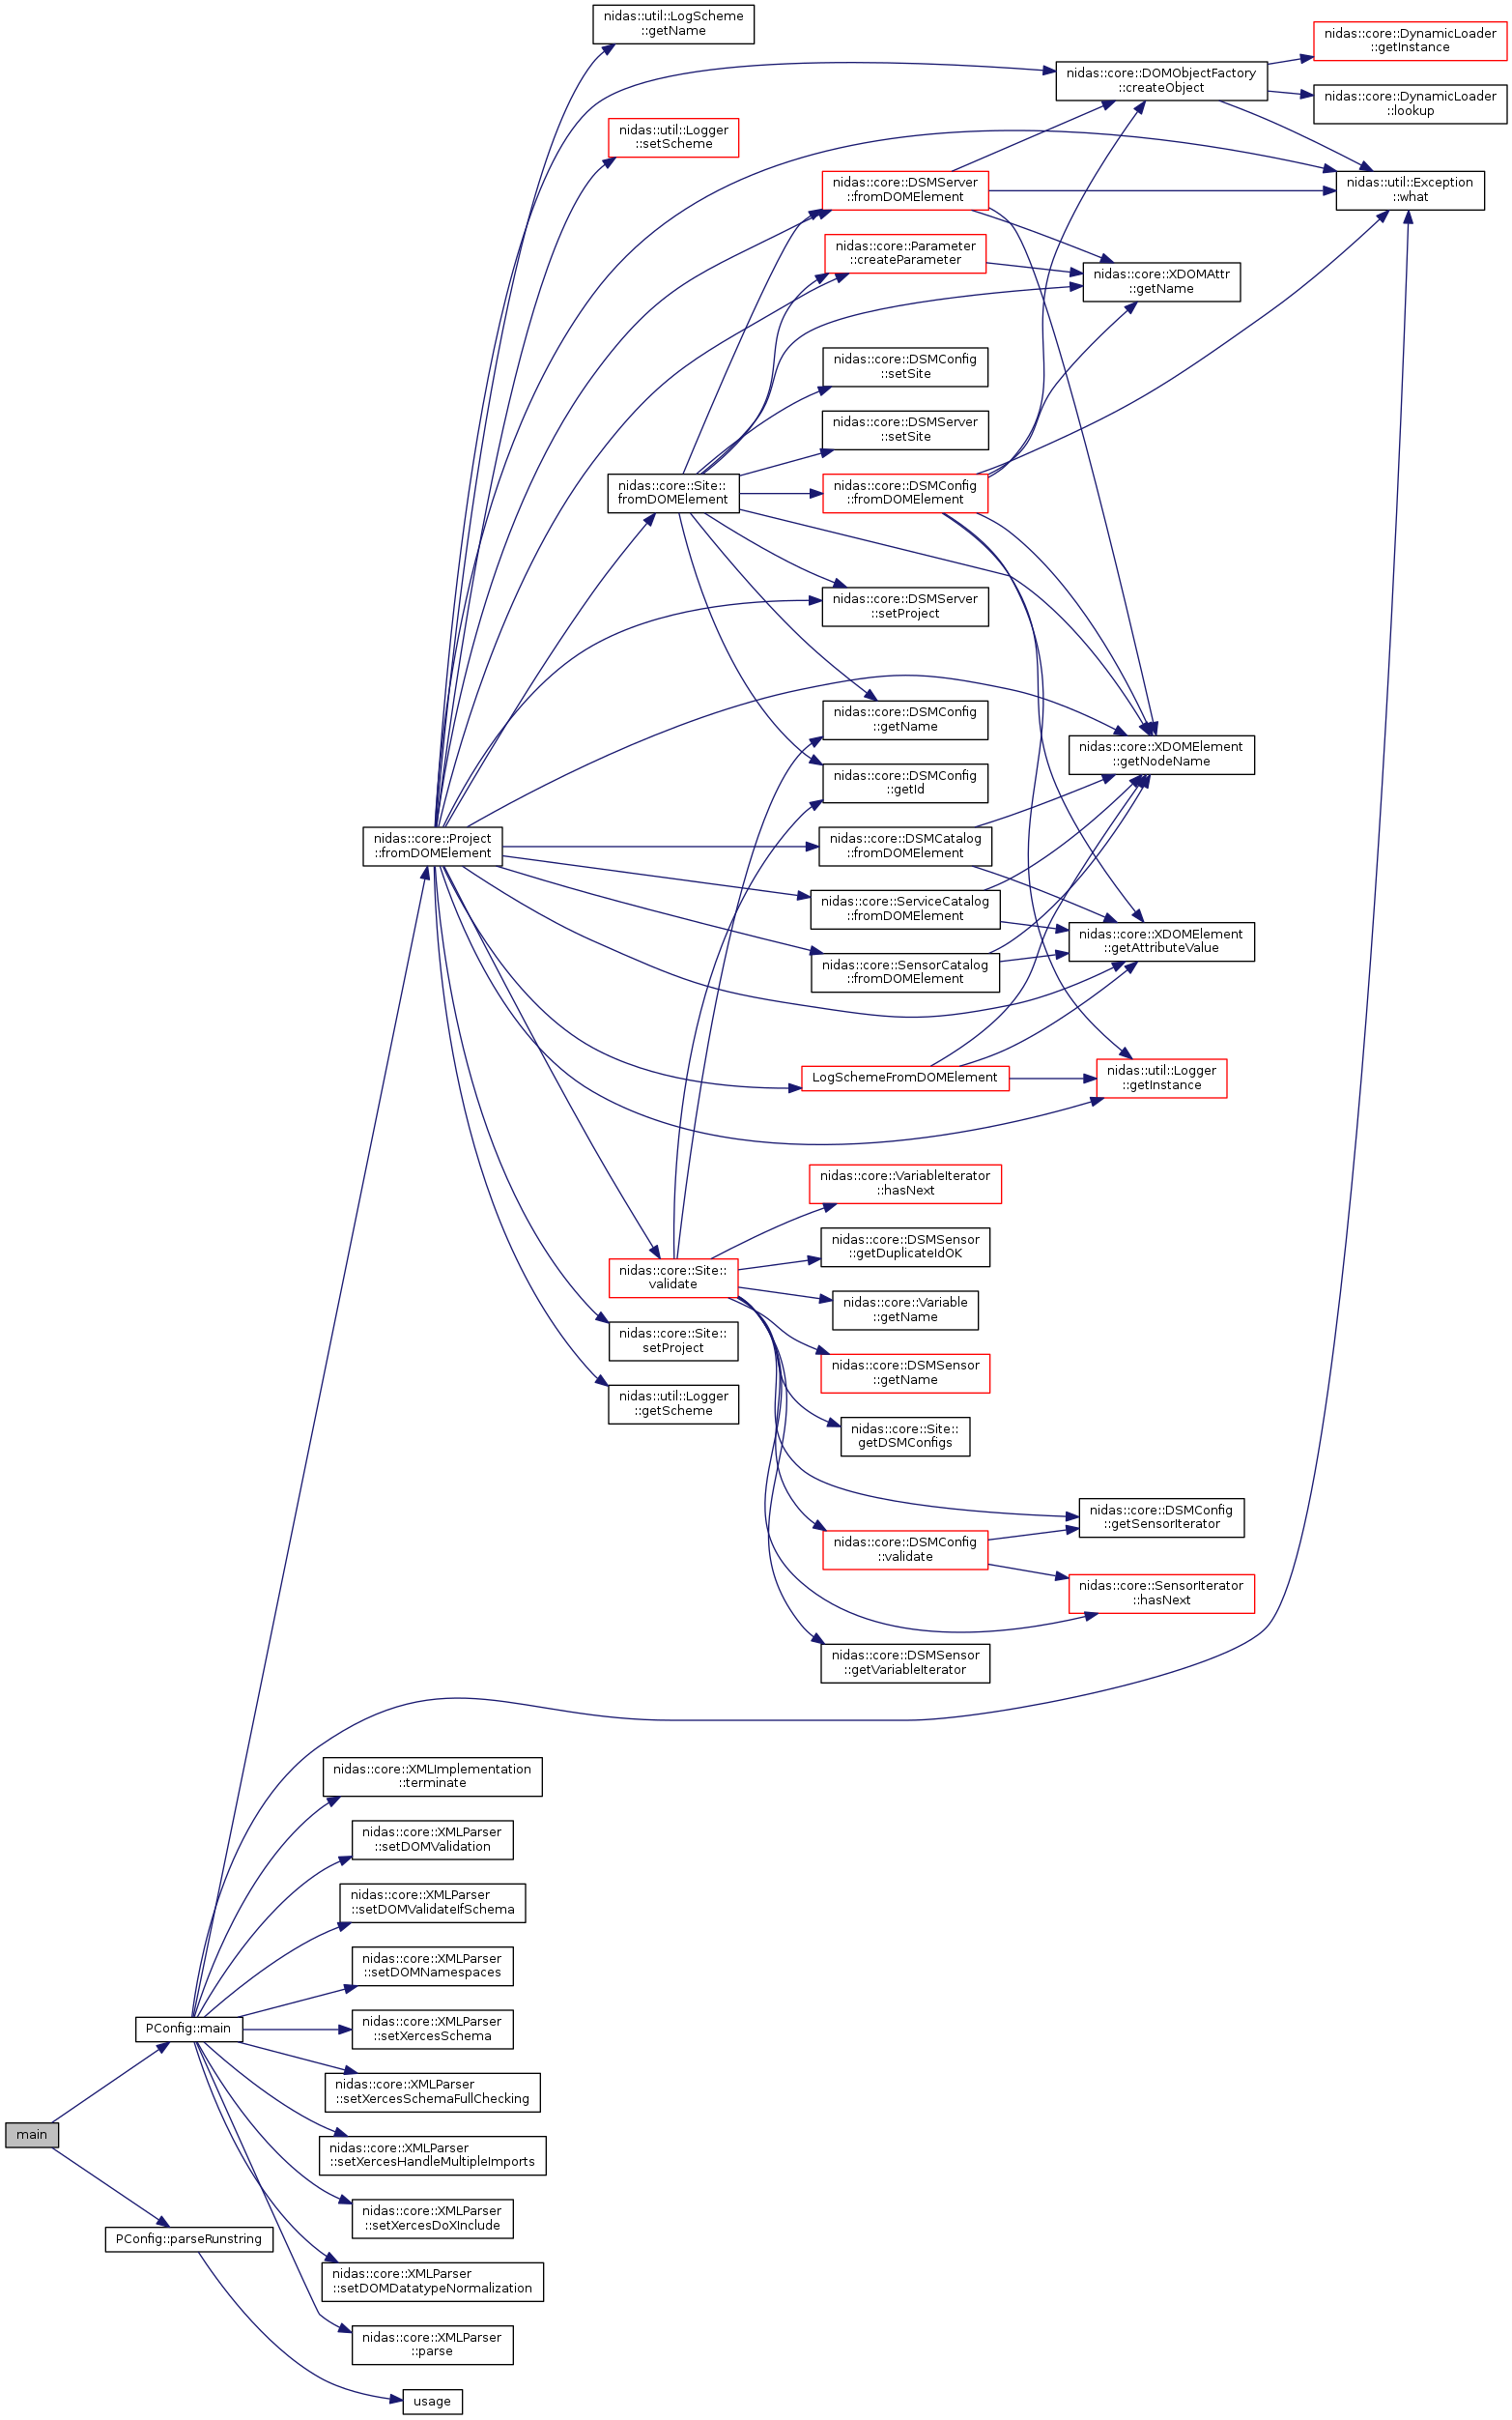 nidas::util::LogScheme
::getName
nidas::core::DynamicLoader
::getInstance
nidas::core::DOMObjectFactory
::createObject
nidas::core::DynamicLoader
::lookup
nidas::util::Logger
::setScheme
nidas::core::DSMServer
::fromDOMElement
nidas::util::Exception
::what
nidas::core::Parameter
::createParameter
nidas::core::XDOMAttr
::getName
nidas::core::DSMConfig
::setSite
nidas::core::DSMServer
::setSite
nidas::core::Site::
fromDOMElement
nidas::core::DSMConfig
::fromDOMElement
nidas::core::DSMServer
::setProject
nidas::core::DSMConfig
::getName
nidas::core::XDOMElement
::getNodeName
nidas::core::DSMConfig
::getId
nidas::core::Project
::fromDOMElement
nidas::core::DSMCatalog
::fromDOMElement
nidas::core::ServiceCatalog
::fromDOMElement
nidas::core::XDOMElement
::getAttributeValue
nidas::core::SensorCatalog
::fromDOMElement
LogSchemeFromDOMElement
nidas::util::Logger
::getInstance
nidas::core::VariableIterator
::hasNext
nidas::core::DSMSensor
::getDuplicateIdOK
nidas::core::Site::
validate
nidas::core::Variable
::getName
nidas::core::Site::
setProject
nidas::core::DSMSensor
::getName
nidas::util::Logger
::getScheme
nidas::core::Site::
getDSMConfigs
nidas::core::DSMConfig
::getSensorIterator
nidas::core::DSMConfig
::validate
nidas::core::SensorIterator
::hasNext
nidas::core::DSMSensor
::getVariableIterator
nidas::core::XMLImplementation
::terminate
nidas::core::XMLParser
::setDOMValidation
nidas::core::XMLParser
::setDOMValidateIfSchema
nidas::core::XMLParser
::setDOMNamespaces
PConfig::main
nidas::core::XMLParser
::setXercesSchema
nidas::core::XMLParser
::setXercesSchemaFullChecking
main
nidas::core::XMLParser
::setXercesHandleMultipleImports
nidas::core::XMLParser
::setXercesDoXInclude
PConfig::parseRunstring
nidas::core::XMLParser
::setDOMDatatypeNormalization
nidas::core::XMLParser
::parse
usage